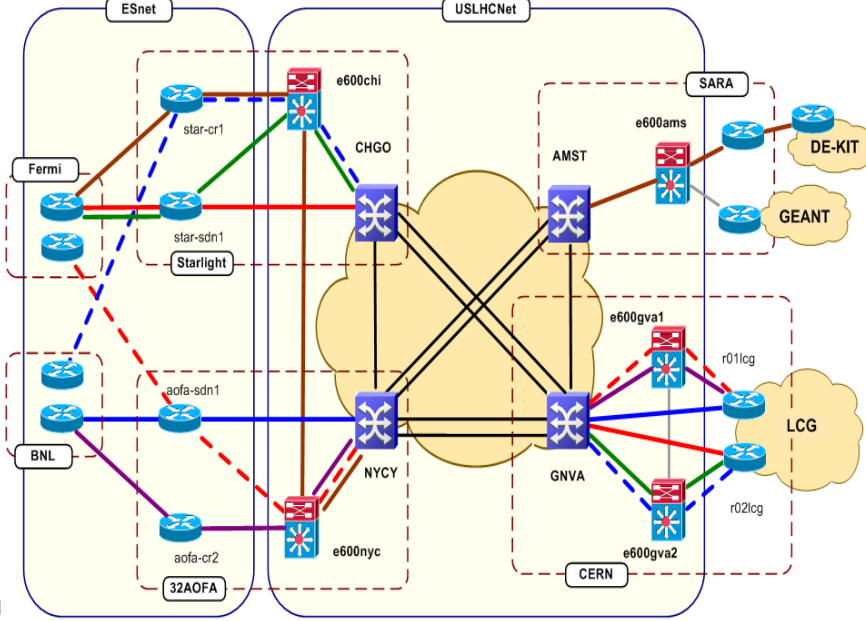 ESnet
USLHCNet
e600chi
SARA
star-cr1
CHGO
AMST
e600ams
DE-KIT
Fermi
GEANT
star-sdn1
Starlight
e600gva1
r01lcg
aofa-sdn1
LCG
BNL
NYCY
GNVA
r02lcg
aofa-cr2
e600nyc
e600gva2
32AOFA
CERN